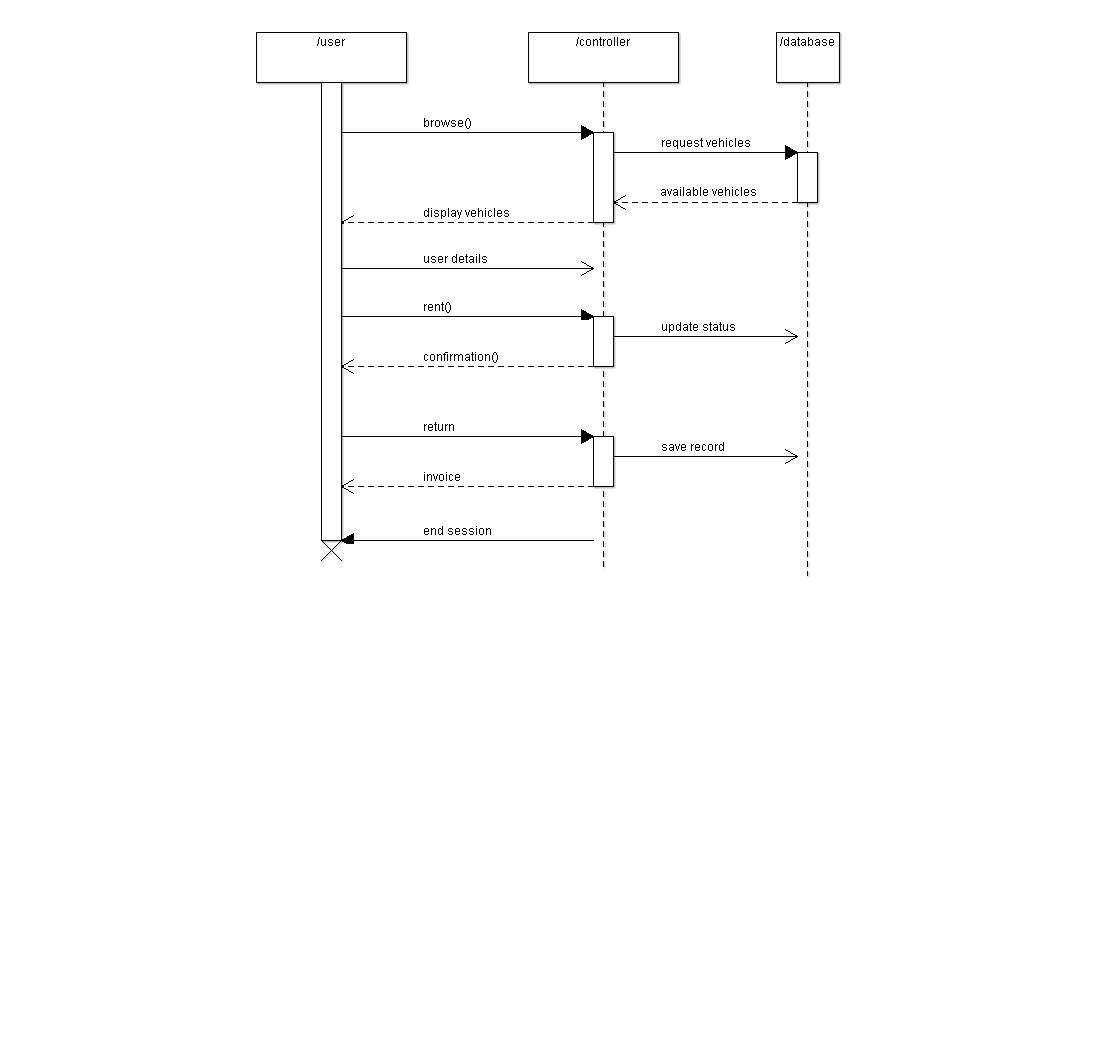 /user
/controller
/database
browse()
request vehicles
available vehicles
display vehicles
user details
rent()
update status
confirmation()
return
save record
invoice
end session